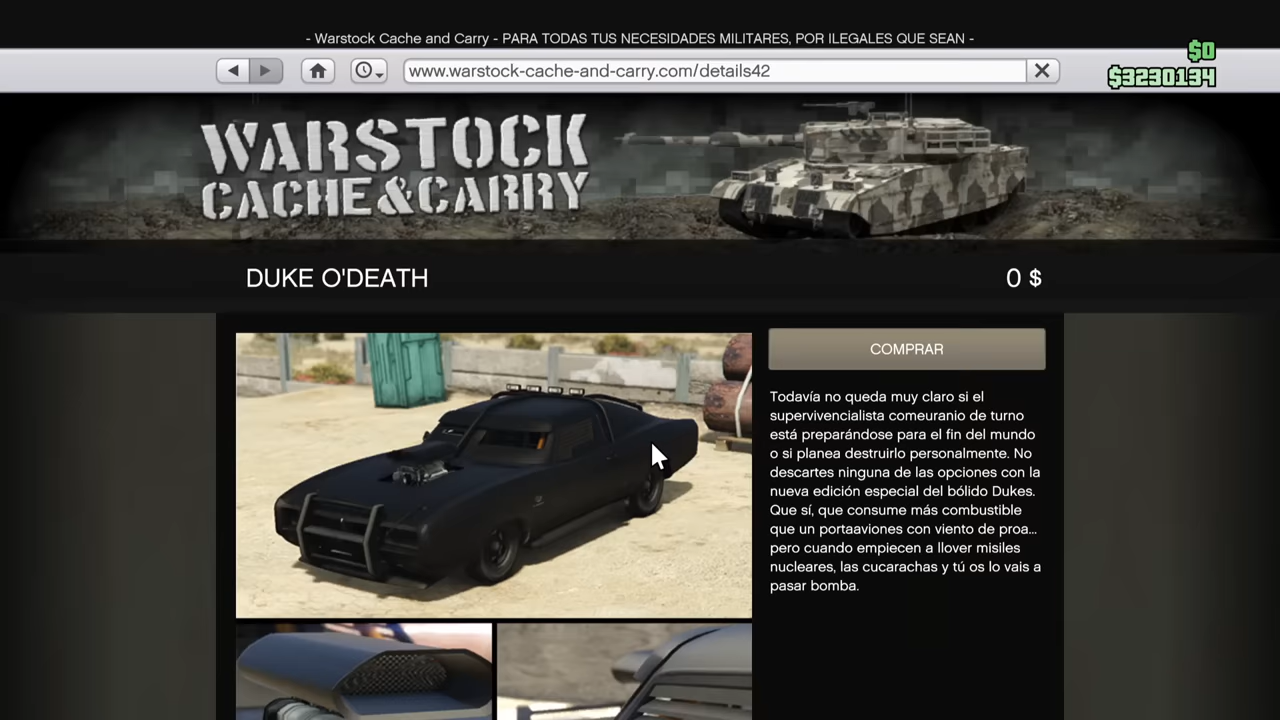 - Warstock Cache and Carry - PARA TODAS TUS NECESIDADES MILITARES, POR ILEGALES QUE SEAN -
$0
www.warstock-cache-and-carry.com/details42
$3230134
WARSTOCK
CACHE&CARRY
DUKE O'DEATH
0 $
COMPRAR
Todavía no queda muy claro si el
supervivencialista comeuranio de turno
está preparándose para el fin del mundo
o si planea destruirlo personalmente. No
descartes ninguna de las opciones con la
nueva edición especial del bólido Dukes.
Que sí, que consume más combustible
que un portaaviones con viento de proa...
pero cuando empiecen a llover misiles
nucleares, las cucarachas y tú os lo vais a
pasar bomba.